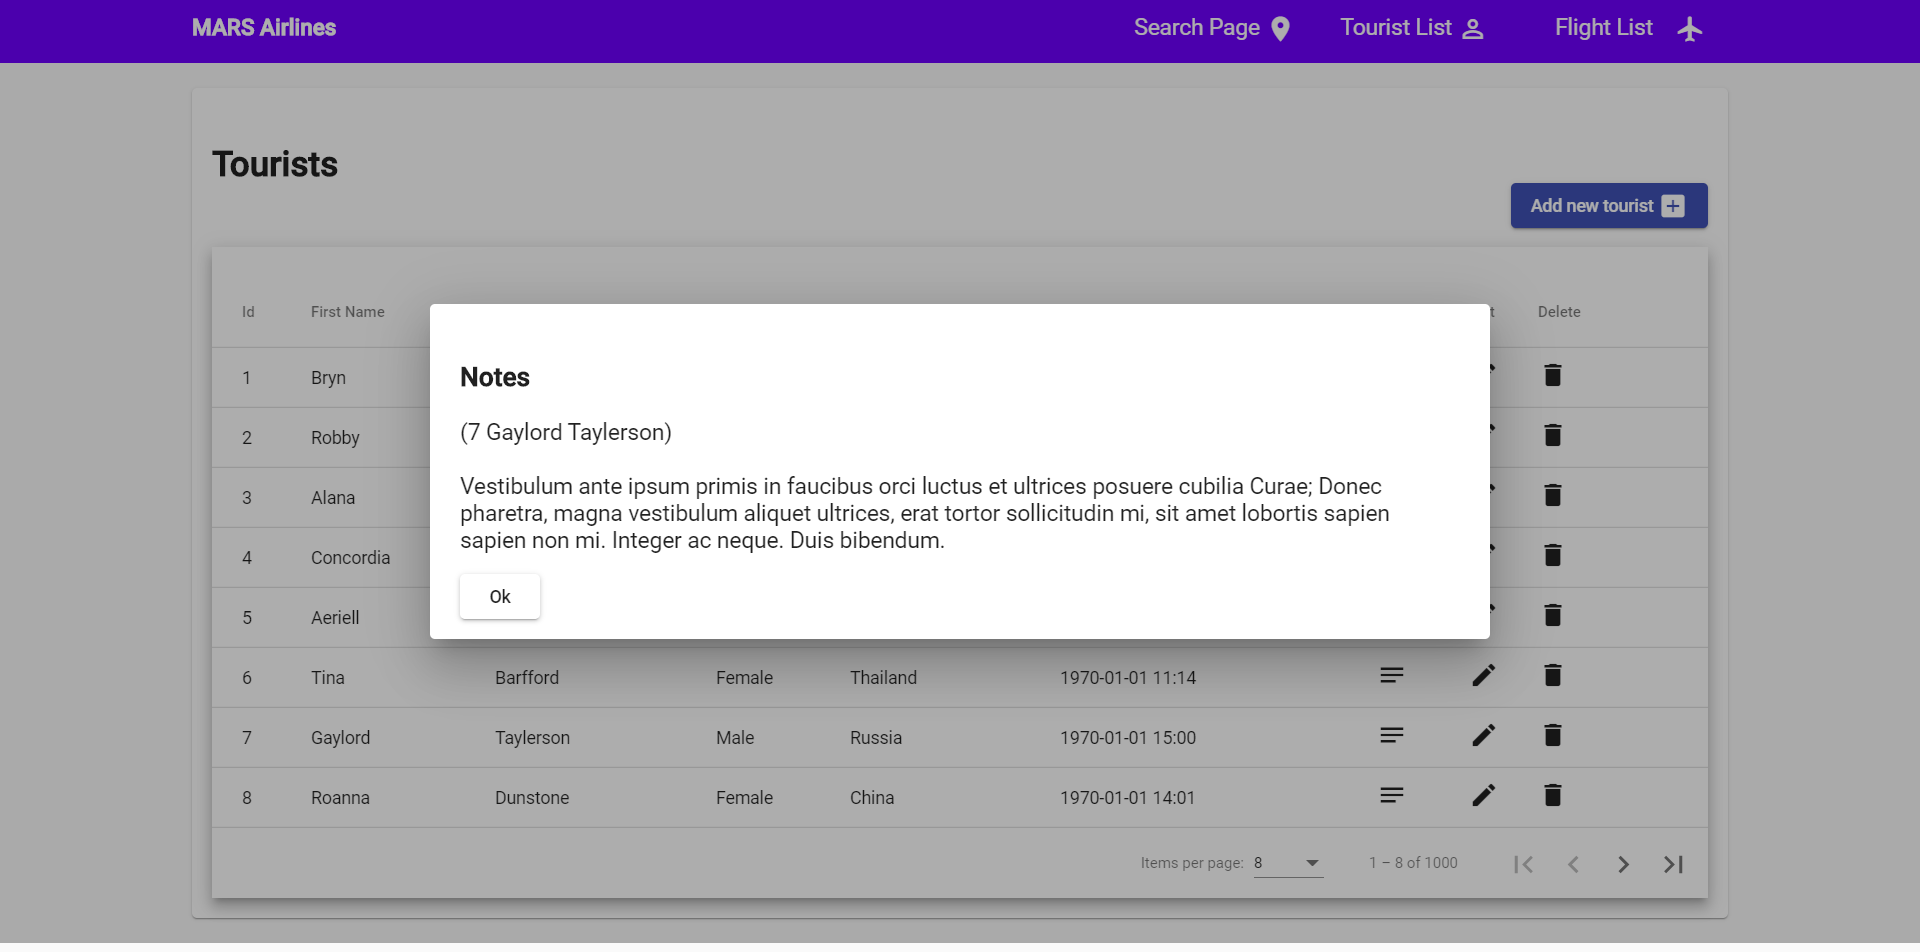 MARS Airlines Search Page Tourist List Flight List
Tourists
Add new tourist
Id First Name Delete
1 Bryn
2 Robby
3 Alana
4 Concordia
5 Aeriell
Notes
(7 Gaylord Taylerson)
Vestibulum ante ipsum primis in faucibus orci luctus et ultrices posuere cubilia Curae; Donec
pharetra, magna vestibulum aliquet ultrices, erat tortor sollicitudin mi, sit amet lobortis sapien
sapien non mi. Integer ac neque. Duis bibendum.
Ok
6 Tina Barfford Female Thailand 1970-01-01 11:14
7 Gaylord Taylerson Male Russia 1970-01-01 15:00
8 Roanna Dunstone Female China 1970-01-01 14:01
Items per page: 8 1 – 8 of 1000